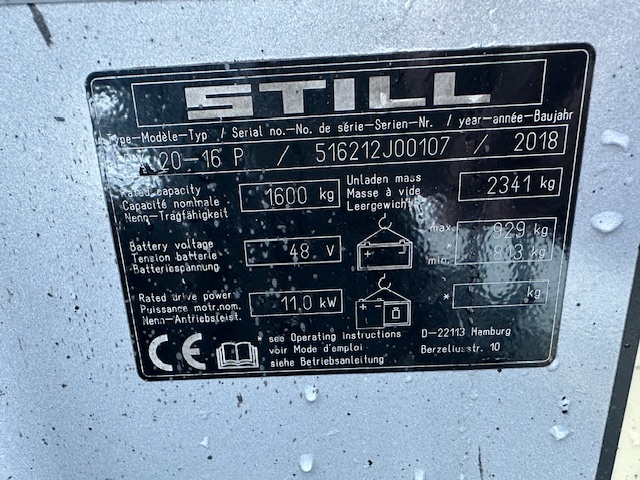 STILL
Type-Modèle-Typ / Serial no.-No. de série-Serien-Nr. / year-année-Baujahr
20-16 P / 516212J00107 / 2018
Rated capacity
Capacité nominale
Nenn-Tragfähigkeit
1600 kg
Unladen mass
Masse à vide
Leergewicht
2341 kg
Battery voltage
Tension batterie
Batteriespannung
48 V
max. 929 kg
*
min. 813 kg
Rated drive power
Puissance motr.nom.
Nenn-Antriebsleist.
11,0 kW
* kg
CE
* see Operating instructions
voir Mode d'emploi
siehe Betriebsanleitung
D-22113 Hamburg
Berzeliusstr. 10